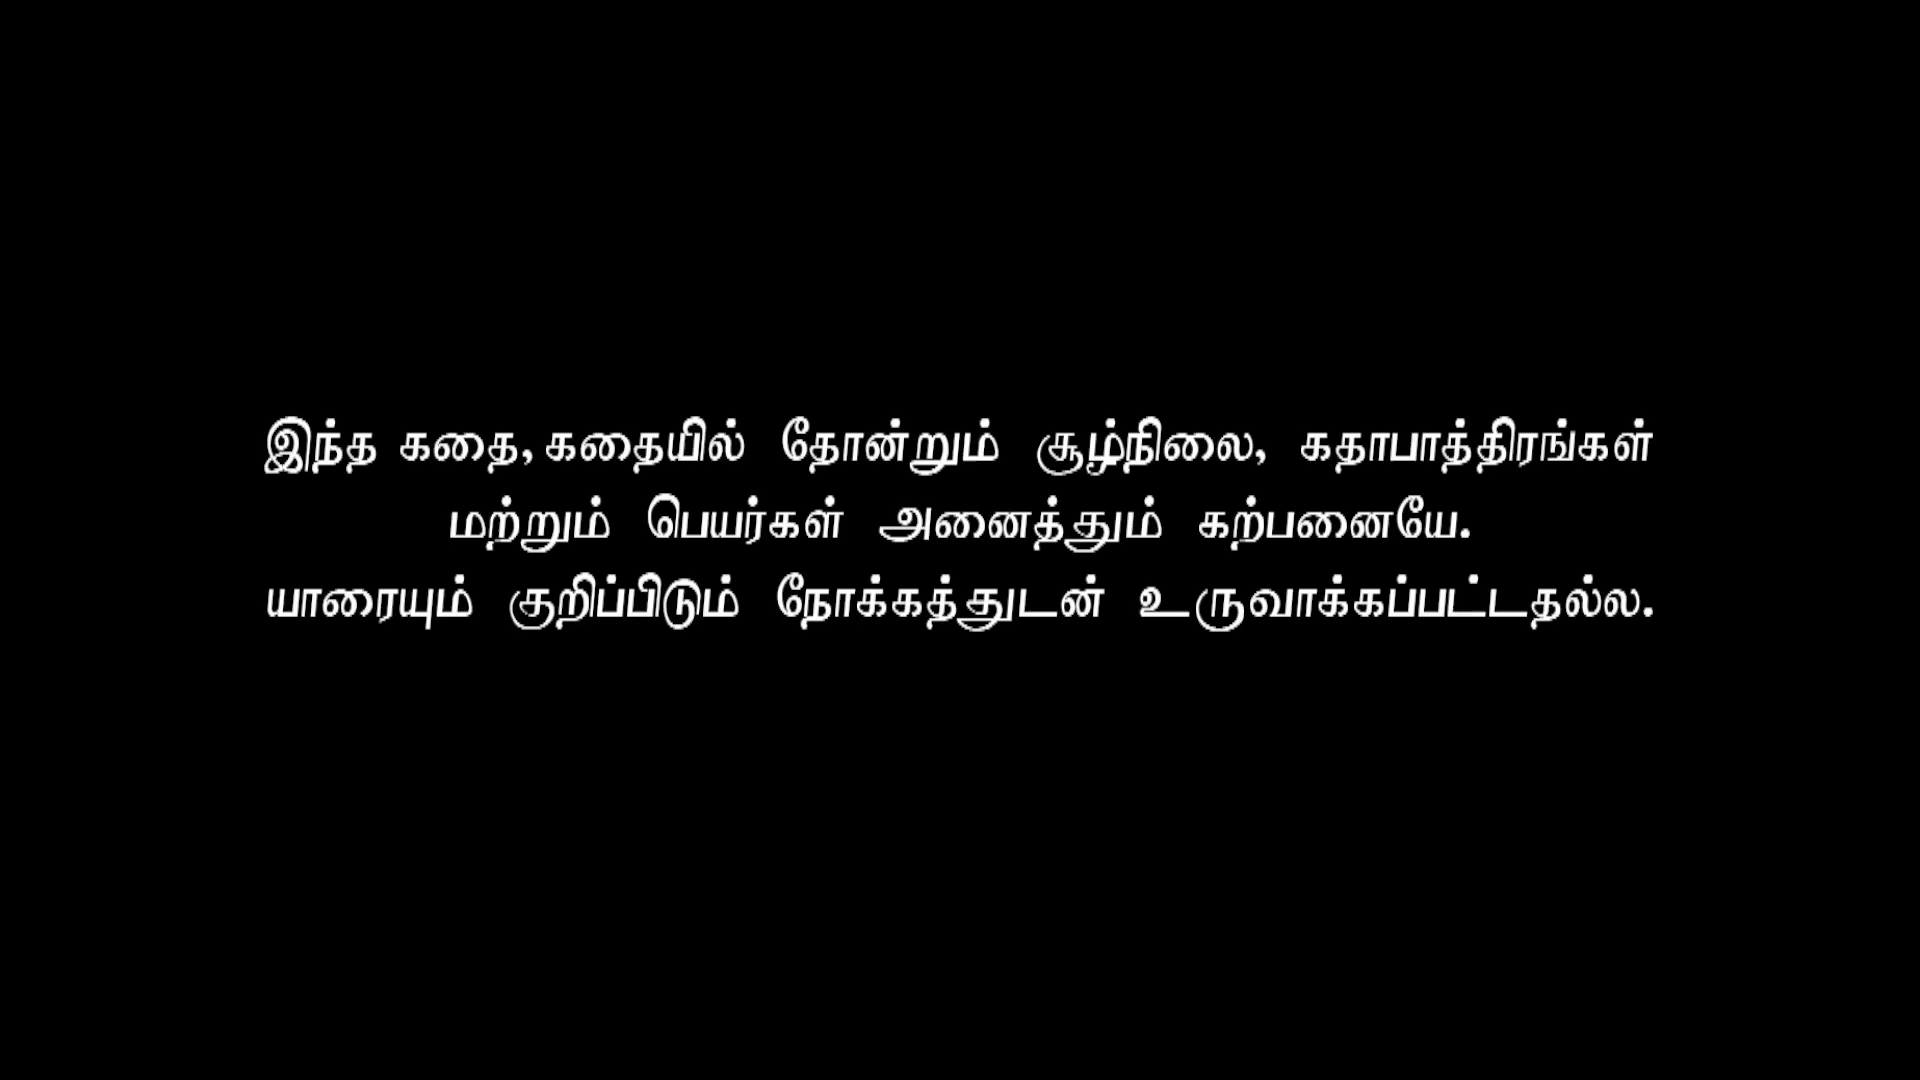 இந்த கதை, கதையில் தோன்றும் சூழ்நிலை, கதாபாத்திரங்கள்
மற்றும் பெயர்கள் அனைத்தும் கற்பனையே.
யாரையும் குறிப்பிடும் நோக்கத்துடன் உருவாக்கப்பட்டதல்ல.